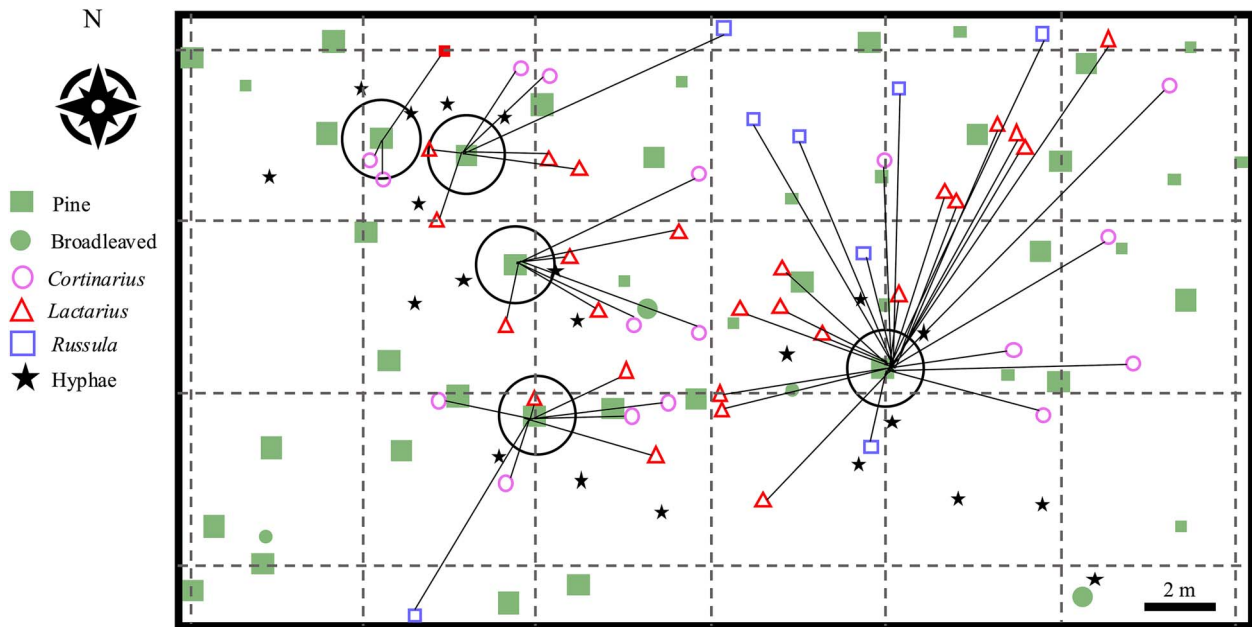 N
Pine
Broadleaved
Cortinarius
Lactarius
Russula
Hyphae
2 m